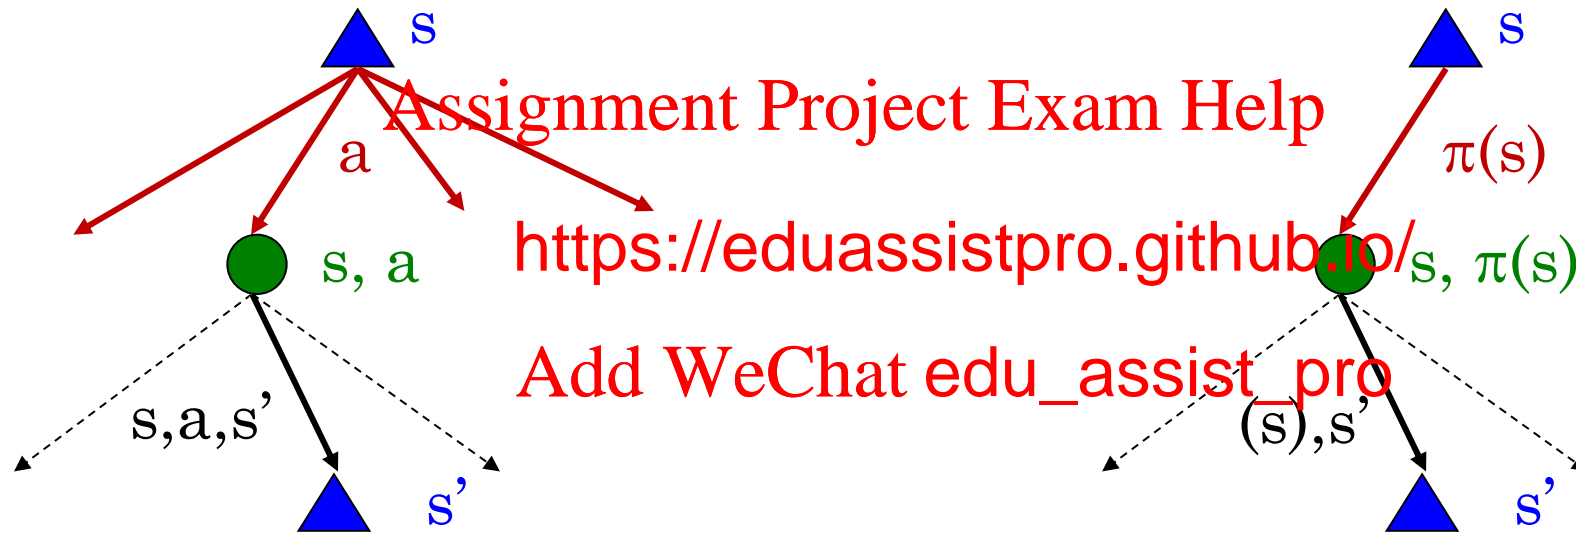 s
s
Assignment Project Exam Help
a
π(s)
s, a
https://eduassistpro.github.io/
s, π(s)
Add WeChat edu_assist_pro
s,a,s’
(s),s’
s’
s’